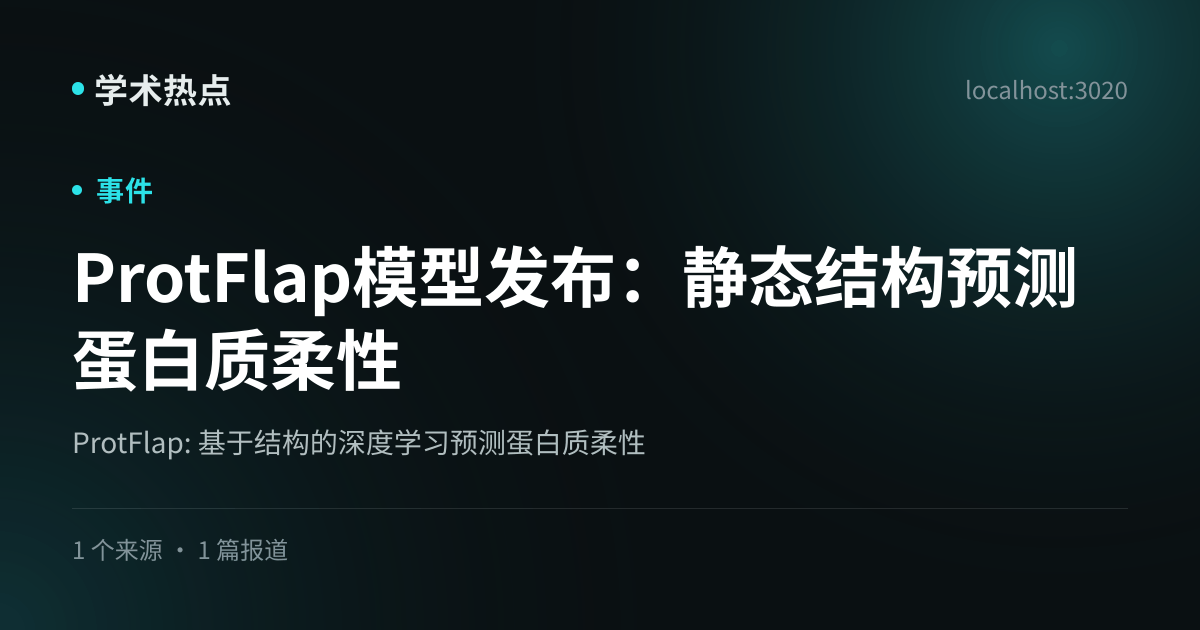 学术热点
localhost:3020
事件
ProtFlap模型发布：静态结构预测
蛋白质柔性
ProtFlap: 基于结构的深度学习预测蛋白质柔性
1 个来源 · 1 篇报道